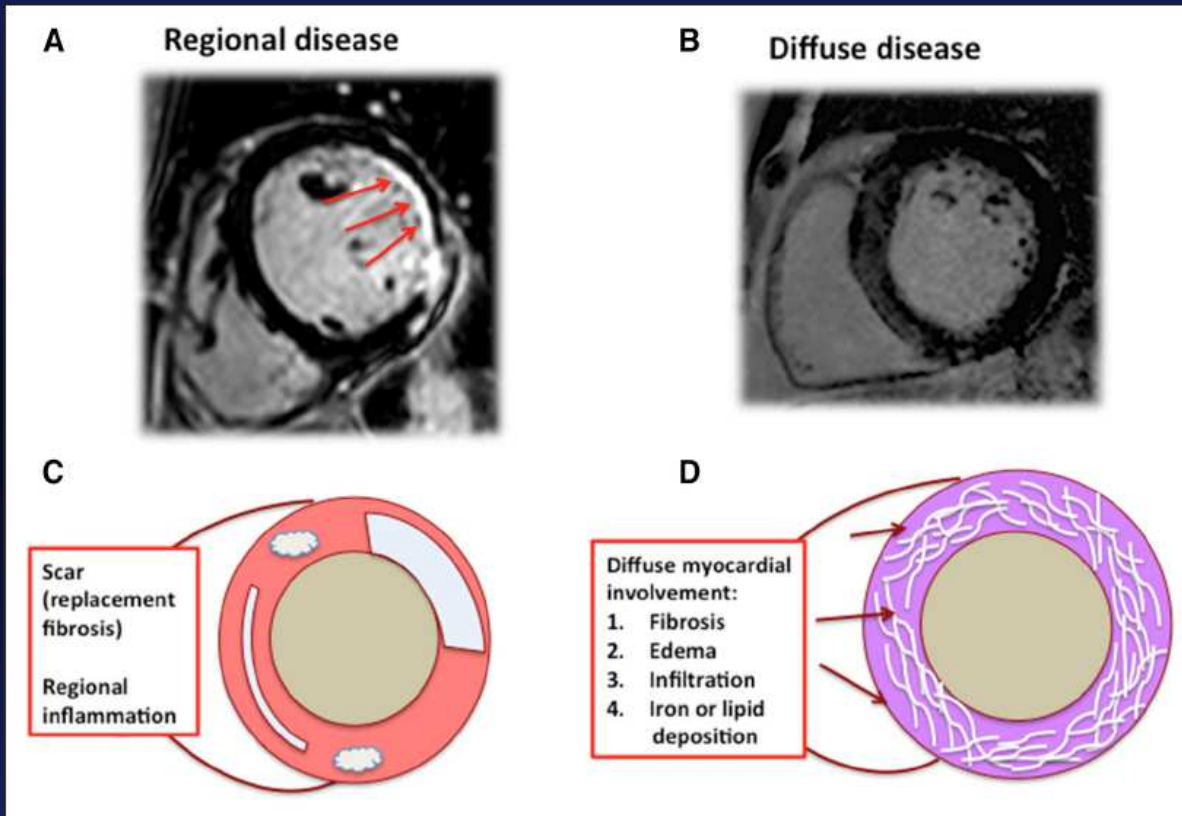 A
Regional disease
B
Diffuse disease
C
Scar
(replacement
fibrosis)
Regional
inflammation
D
Diffuse myocardial
involvement:
1. Fibrosis
2. Edema
3. Infiltration
4. Iron or lipid
deposition